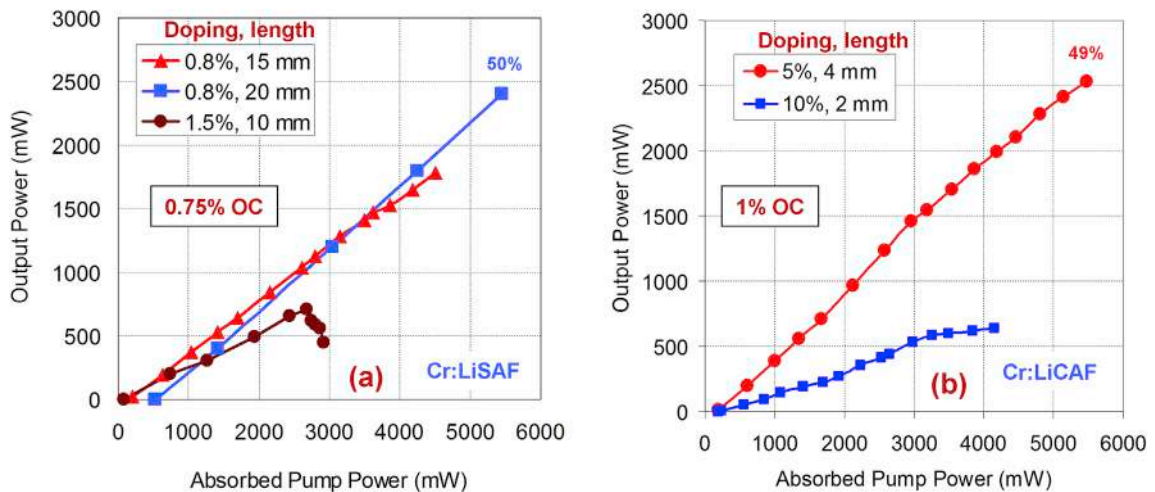 Doping, length
0.8%, 15 mm
0.8%, 20 mm
1.5%, 10 mm
50%
0.75% OC
(a)
Cr:LiSAF
Output Power (mW)
3000
2500
2000
1500
1000
500
0
0 1000 2000 3000 4000 5000 6000
Absorbed Pump Power (mW)
Doping, length
5%, 4 mm
10%, 2 mm
49%
1% OC
Cr:LiCAF
(b)
Output Power (mW)
3000
2500
2000
1500
1000
500
0
0 1000 2000 3000 4000 5000 6000
Absorbed Pump Power (mW)